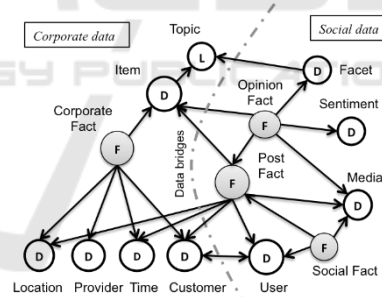 Corporate data
Social data
Topic
L
Item
D
Opinion
Fact
F
Facet
D
Sentiment
D
Corporate
Fact
F
Data bridges
Post
Fact
F
Media
D
Social Fact
F
D
D
D
D
D
Location
Provider
Time
Customer
User